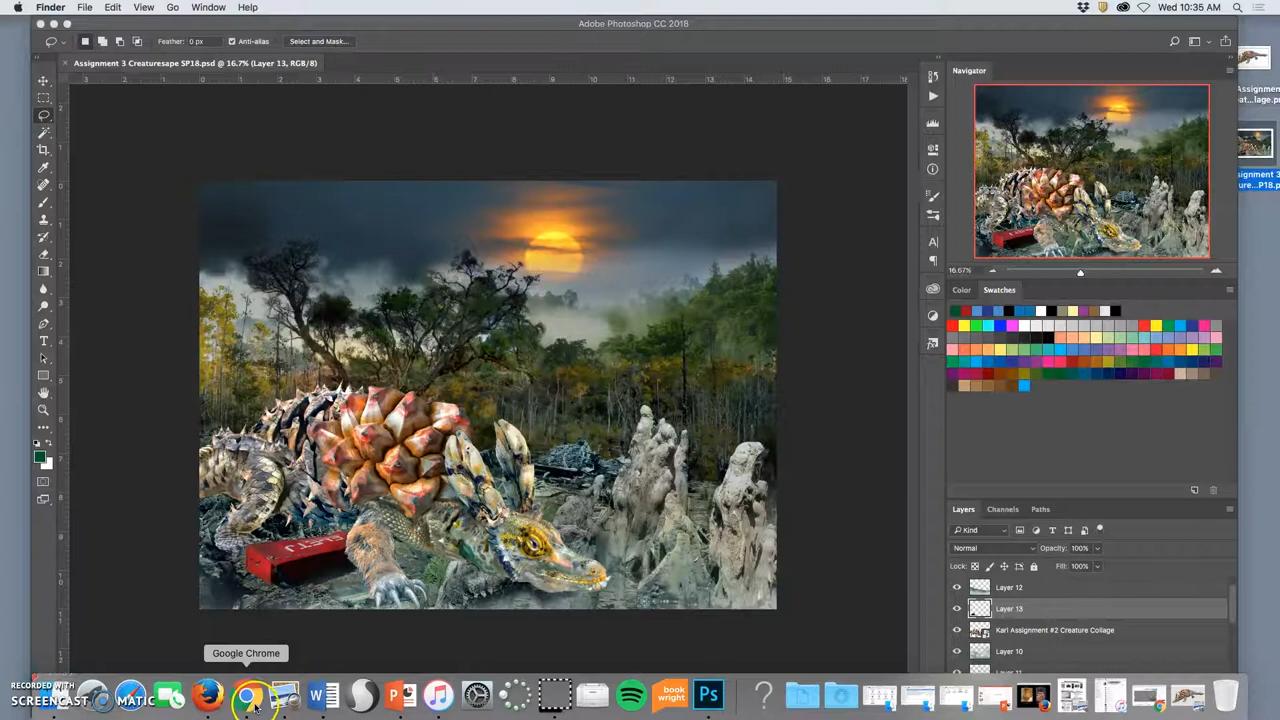 Finder File Edit View Go Window Help
Wed 10:35 AM
Adobe Photoshop CC 2018
Feather: 0 px Anti-alias Select and Mask...
× Assignment 3 Creaturesape SP18.psd @ 16.7% (Layer 13, RGB/8)
Navigator
16.67%
Color Swatches
Layers Channels Paths
Kind
Normal Opacity: 100%
Lock: Fill: 100%
Layer 12
Layer 13
Karl Assignment #2 Creature Collage
Layer 10
Google Chrome
RECORDED WITH
SCREENCAST MATIC
book
wright
Ps